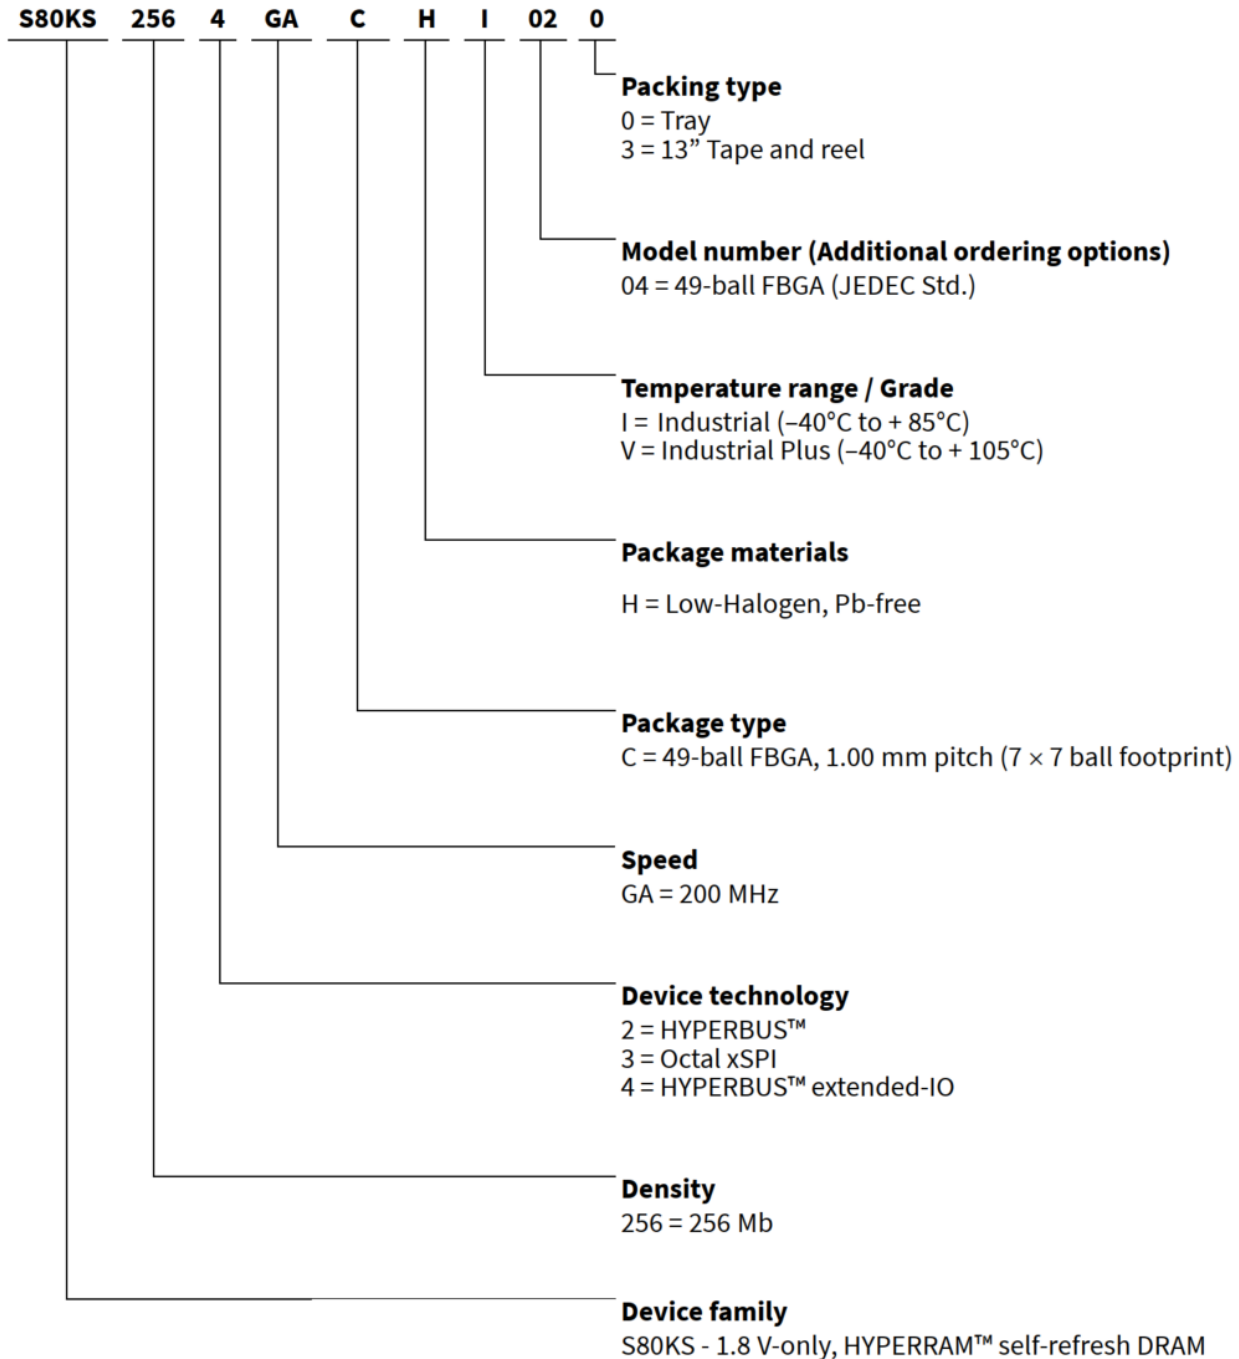 S80KS 256 4 GA C H I 02 0
Packing type
0 = Tray
3 = 13” Tape and reel
Model number (Additional ordering options)
04 = 49-ball FBGA (JEDEC Std.)
Temperature range / Grade
I = Industrial (–40°C to + 85°C)
V = Industrial Plus (–40°C to + 105°C)
Package materials
H = Low-Halogen, Pb-free
Package type
C = 49-ball FBGA, 1.00 mm pitch (7 × 7 ball footprint)
Speed
GA = 200 MHz
Device technology
2 = HYPERBUS™
3 = Octal xSPI
4 = HYPERBUS™ extended-IO
Density
256 = 256 Mb
Device family
S80KS - 1.8 V-only, HYPERRAM™ self-refresh DRAM